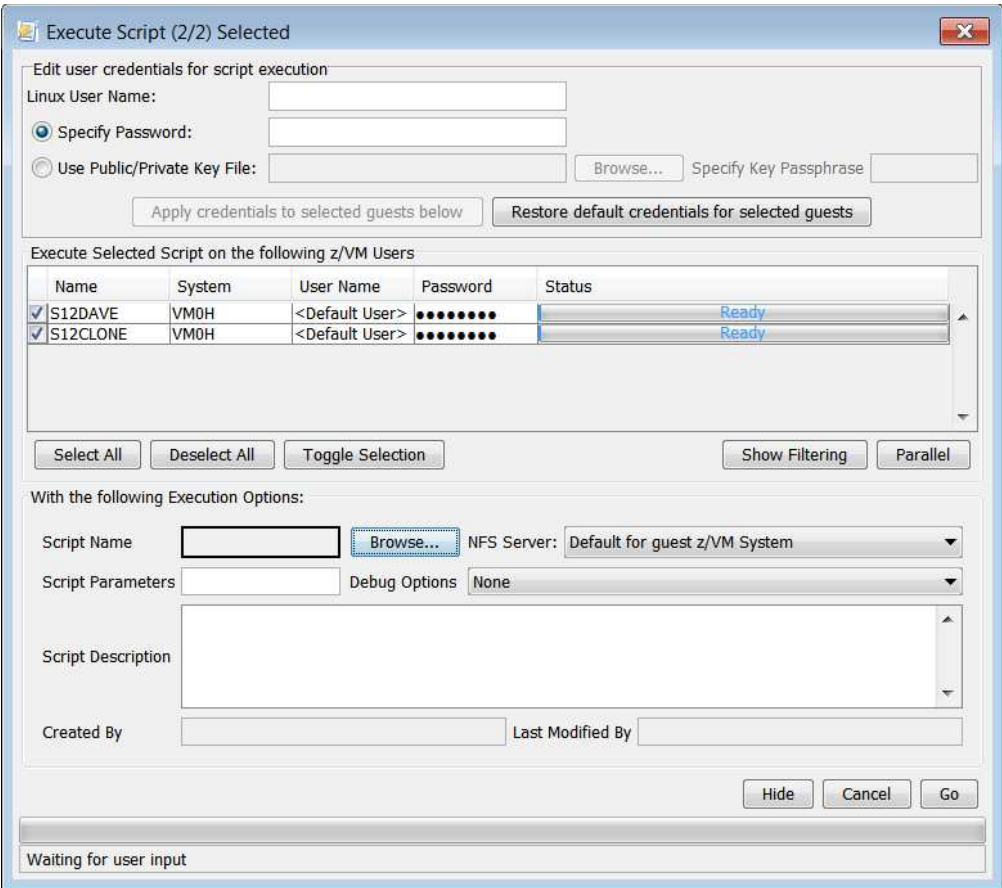 Execute Script (2/2) Selected
Edit user credentials for script execution
Linux User Name:
Specify Password:
Use Public/Private Key File: Browse... Specify Key Passphrase
Apply credentials to selected guests below Restore default credentials for selected guests
Execute Selected Script on the following z/VM Users
Name System User Name Password Status
S12DAVE VM0H <Default User> ●●●●●●●● Ready
S12CLONE VM0H <Default User> ●●●●●●●● Ready
Select All Deselect All Toggle Selection Show Filtering Parallel
With the following Execution Options:
Script Name Browse... NFS Server: Default for guest z/VM System
Script Parameters Debug Options None
Script Description
Created By Last Modified By
Hide Cancel Go
Waiting for user input